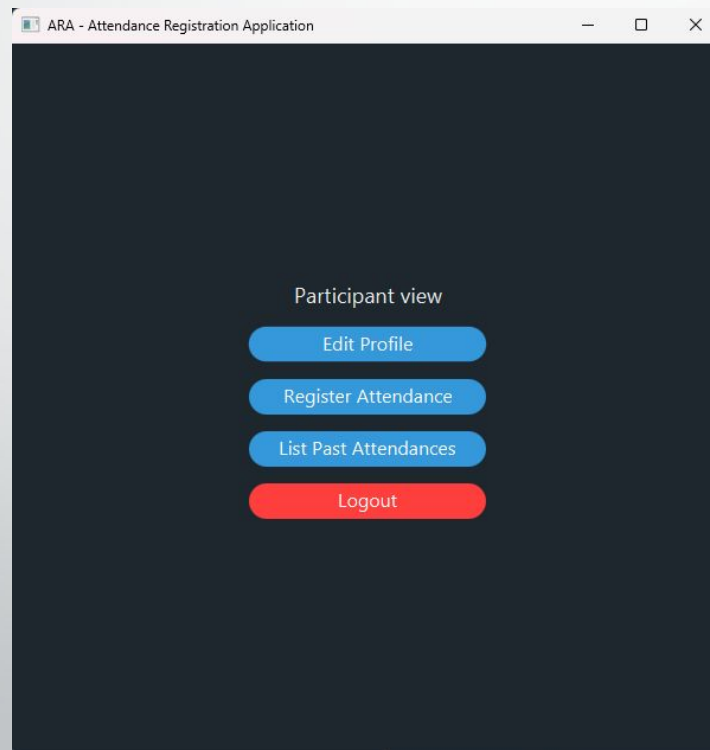 ARA - Attendance Registration Application
Participant view
Edit Profile
Register Attendance
List Past Attendances
Logout